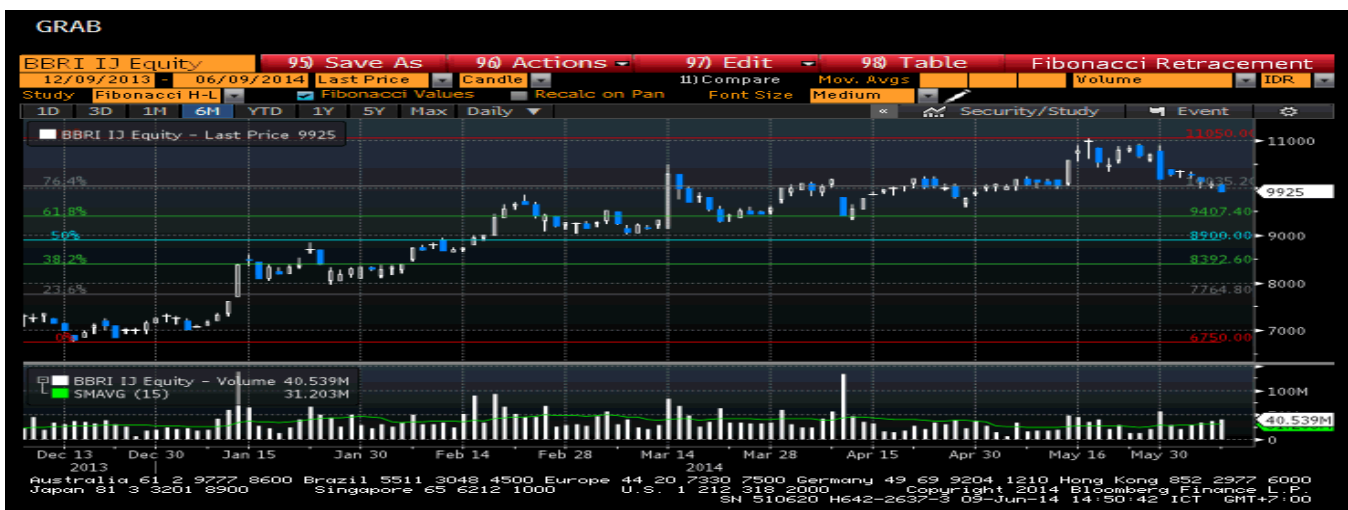 GRAB
BBRI IJ Equity 95) Save As 96) Actions 97) Edit 98) Table Fibonacci Retracement
12/09/2013 - 06/09/2014 Last Price Candle 11) Compare Mov. Avgs Volume IDR
Study Fibonacci H-L Fibonacci Values Recalc on Pan Font Size Medium
1D 3D 1M 6M YTD 1Y 5Y Max Daily « Security/Study Event
BBRI IJ Equity - Last Price 9925
11050.00
11000
76.4% 10035.20
9925
61.8% 9407.40
50% 8900.00 9000
38.2% 8392.60
8000
23.6% 7764.80
7000
0% 6750.00
BBRI IJ Equity - Volume 40.539M
SMAVG (15) 31.203M
100M
40.539M
0
Dec 13 Dec 30 Jan 15 Jan 30 Feb 14 Feb 28 Mar 14 Mar 28 Apr 15 Apr 30 May 16 May 30
2013 2014
Australia 61 2 9777 8600 Brazil 5511 3048 4500 Europe 44 20 7330 7500 Germany 49 69 9204 1210 Hong Kong 852 2977 6000
Japan 81 3 3201 8900 Singapore 65 6212 1000 U.S. 1 212 318 2000 Copyright 2014 Bloomberg Finance L.P.
SN 510620 H642-2637-3 09-Jun-14 14:50:42 ICT GMT+7:00